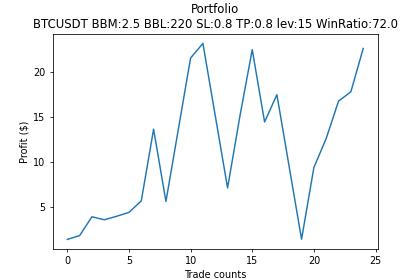 Portfolio
BTCUSDT BBM:2.5 BBL:220 SL:0.8 TP:0.8 lev:15 WinRatio:72.0
20
15
10
5
Profit ($)
0 5 10 15 20 25
Trade counts